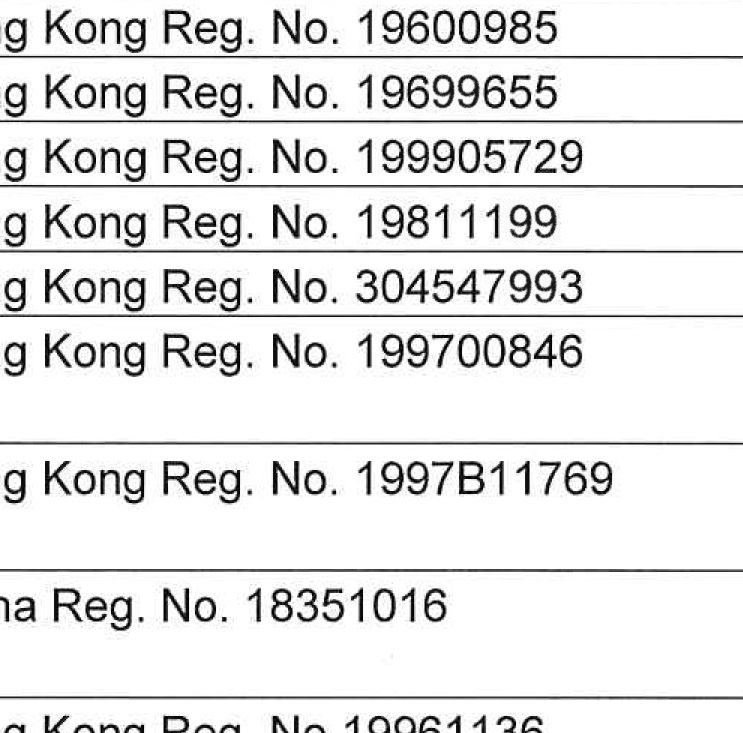 g Kong Reg. No. 19600985
g Kong Reg. No. 19699655
g Kong Reg. No. 199905729
g Kong Reg. No. 19811199
g Kong Reg. No. 304547993
g Kong Reg. No. 199700846
g Kong Reg. No. 1997B11769
na Reg. No. 18351016
g Kong Reg. No 19961136